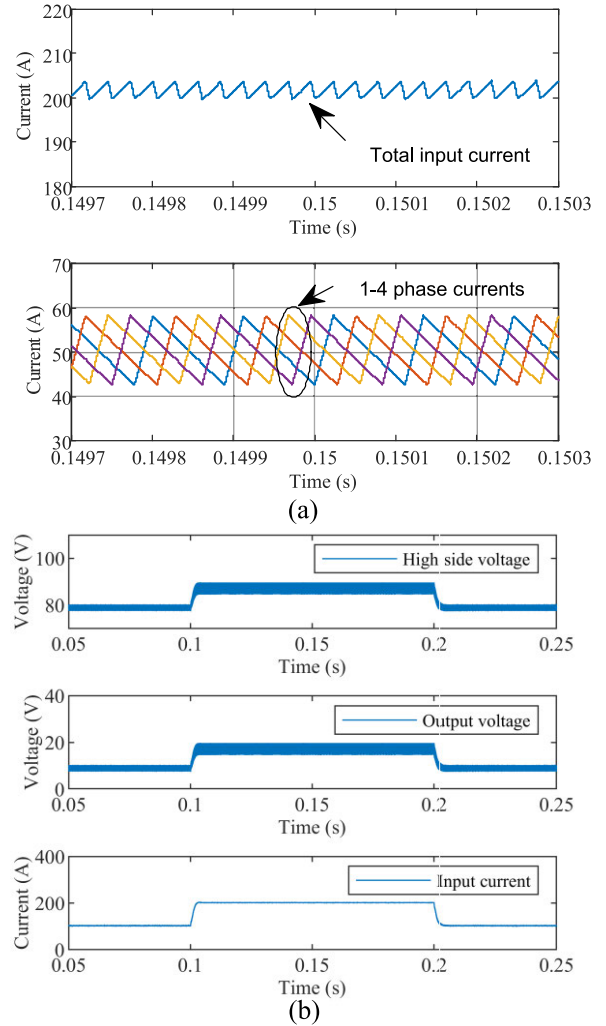 220
210
200
190
180
Current (A)
Total input current
0.1497 0.1498 0.1499 0.15 0.1501 0.1502 0.1503
Time (s)
70
60
50
40
30
Current (A)
1-4 phase currents
0.1497 0.1498 0.1499 0.15 0.1501 0.1502 0.1503
Time (s)
(a)
100
80
Voltage (V)
High side voltage
0.05 0.1 0.15 0.2 0.25
Time (s)
40
20
0
Voltage (V)
Output voltage
0.05 0.1 0.15 0.2 0.25
Time (s)
400
200
0
Current (A)
Input current
0.05 0.1 0.15 0.2 0.25
Time (s)
(b)